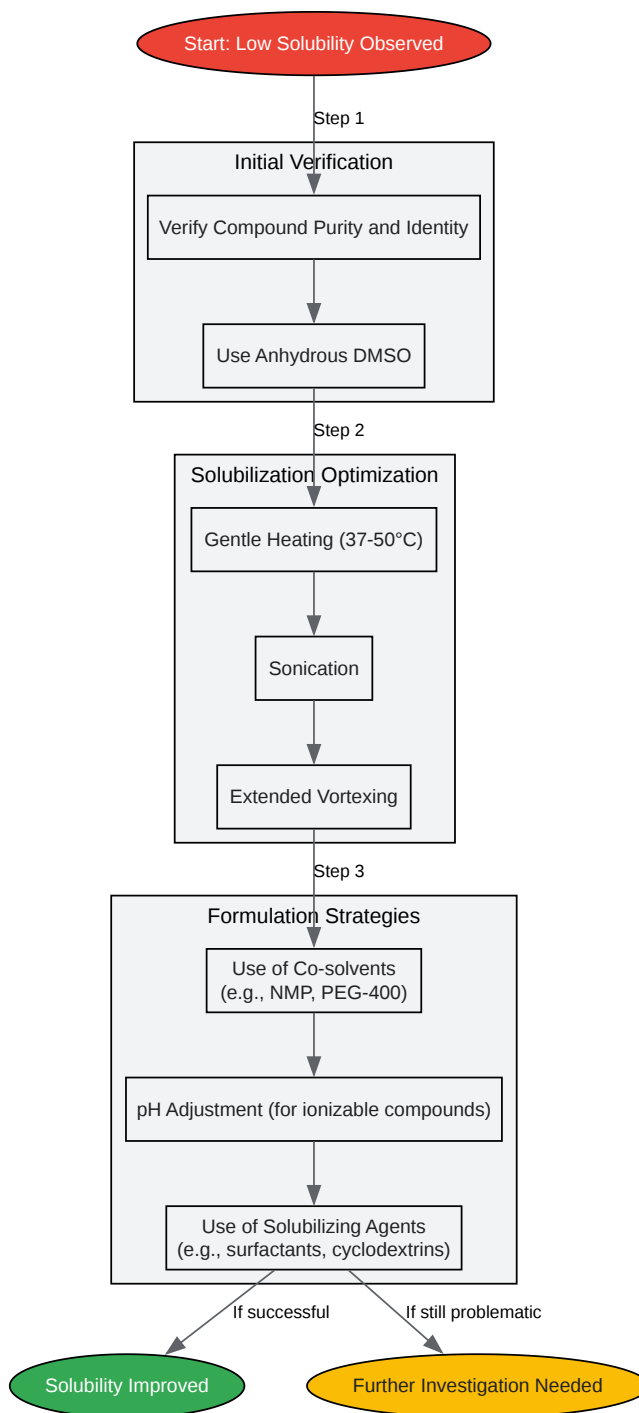 Start: Low Solubility Observed
Step 1
Initial Verification
Verify Compound Purity and Identity
Use Anhydrous DMSO
Step 2
Solubilization Optimization
Gentle Heating (37-50°C)
Sonication
Extended Vortexing
Step 3
Formulation Strategies
Use of Co-solvents
(e.g., NMP, PEG-400)
pH Adjustment (for ionizable compounds)
Use of Solubilizing Agents
(e.g., surfactants, cyclodextrins)
If successful
If still problematic
Solubility Improved
Further Investigation Needed